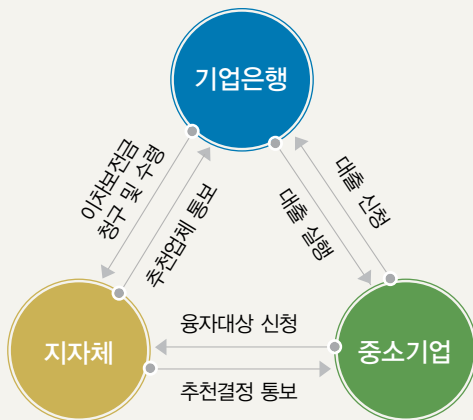 기업은행
이차보전금
청구 및 수령
추천업체 통보
대출 실행
대출 신청
지자체
융자대상 신청
추천결정 통보
중소기업